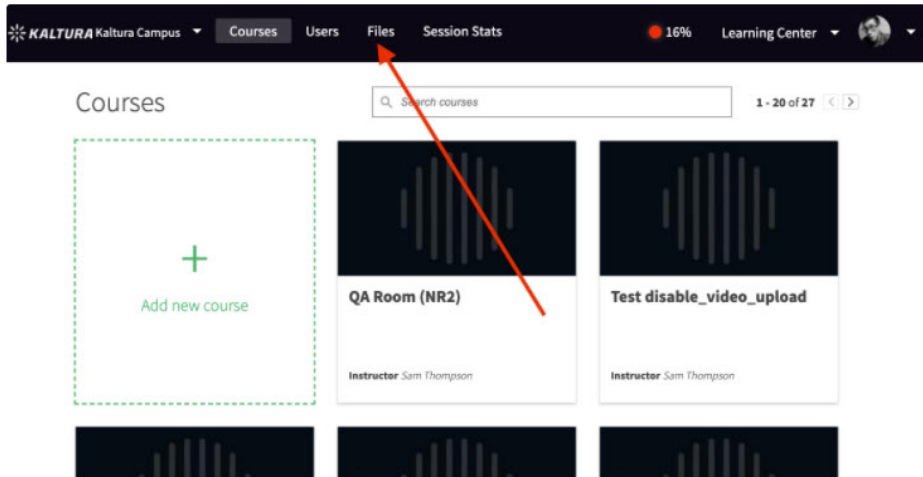 KALTURA Kaltura Campus Courses Users Files Session Stats 16% Learning Center
Courses Search courses 1 - 20 of 27
Add new course
QA Room (NR2) Test disable_video_upload
Instructor Sam Thompson Instructor Sam Thompson